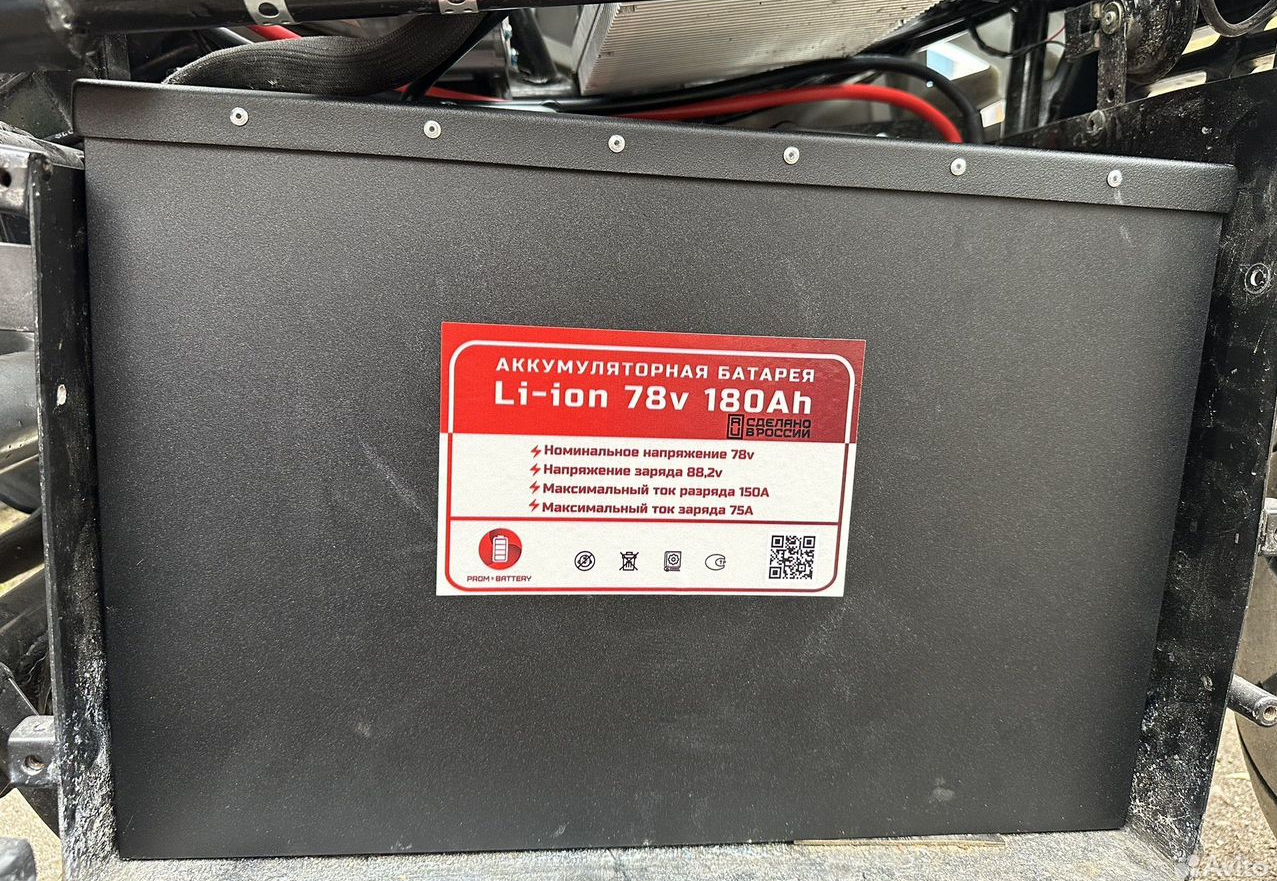 АККУМУЛЯТОРНАЯ БАТАРЕЯ
Li-ion 78v 180Ah
СДЕЛАНО
В РОССИИ
Номинальное напряжение 78v
Напряжение заряда 88,2v
Максимальный ток разряда 150А
Максимальный ток заряда 75А
PROM BATTERY
Avito